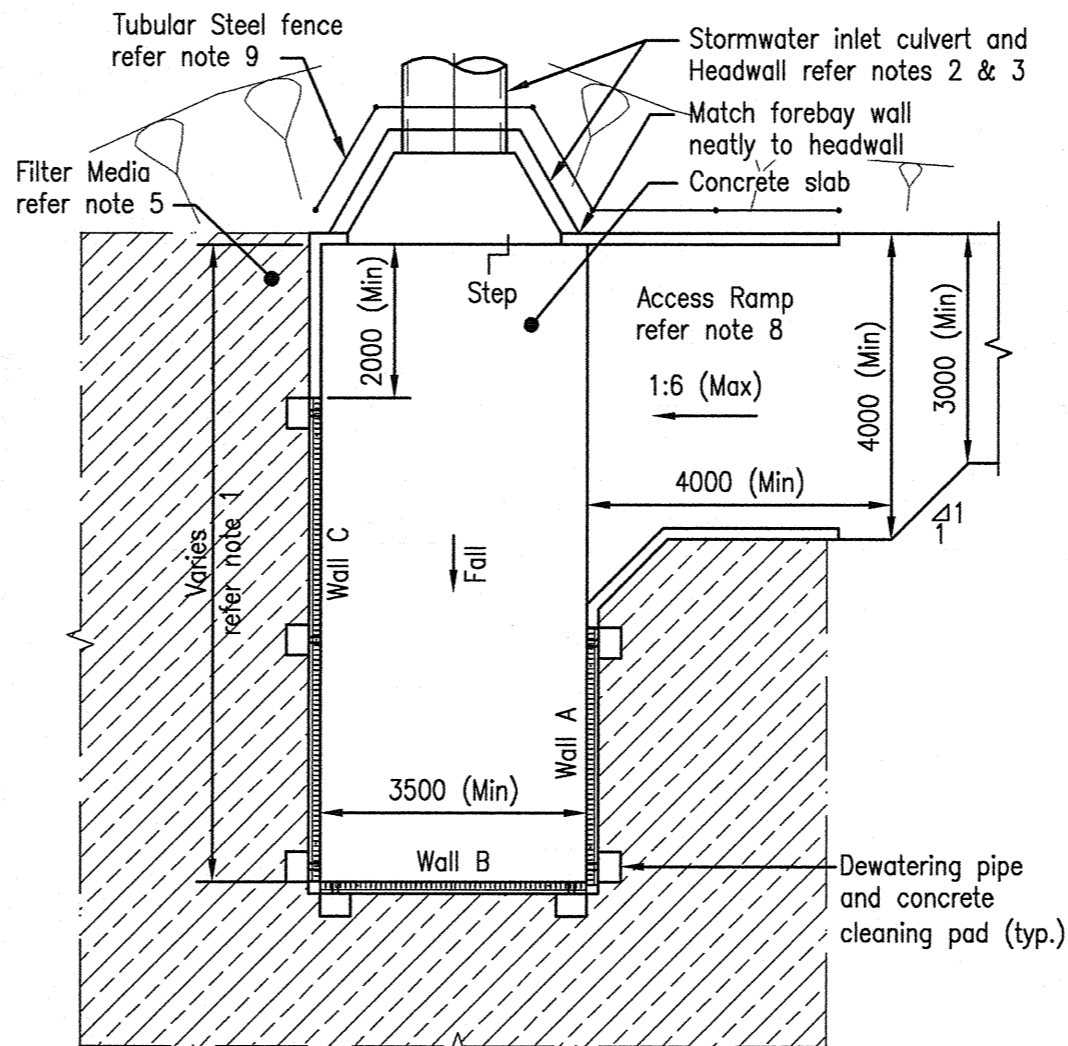 Tubular Steel fence
refer note 9
Stormwater inlet culvert and
Headwall refer notes 2 & 3
Match forebay wall
neatly to headwall
Concrete slab
Filter Media
refer note 5
Step
2000 (Min)
Access Ramp
refer note 8
1:6 (Max)
4000 (Min)
3000 (Min)
4000 (Min)
1
1
Varies
refer note 1
Wall C
Fall
Wall A
3500 (Min)
Wall B
Dewatering pipe
and concrete
cleaning pad (typ.)